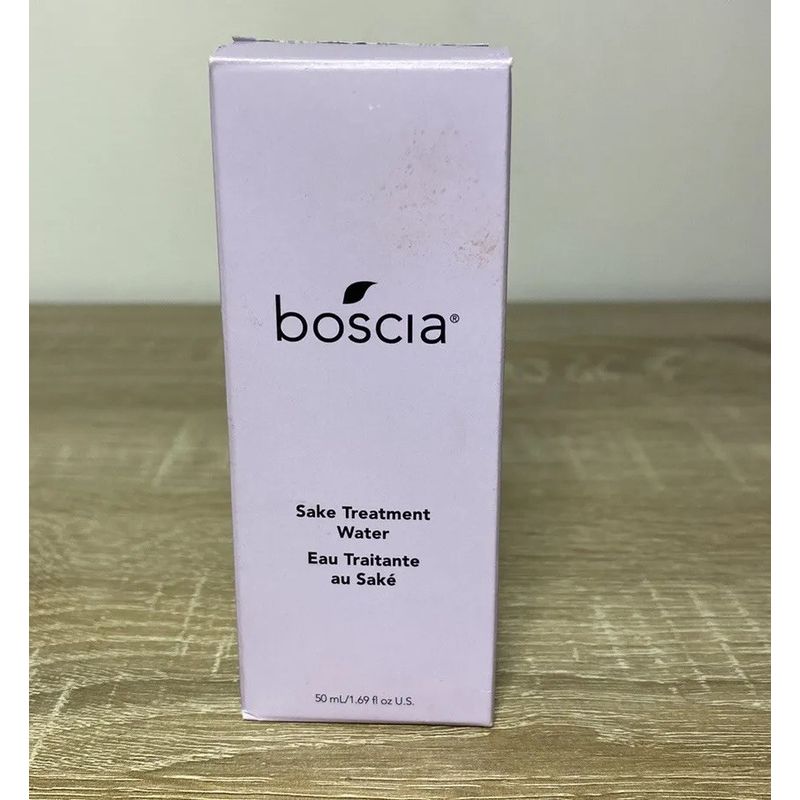 boscia®
Sake Treatment
Water
Eau Traitante
au Saké
50 mL/1.69 fl oz U.S.